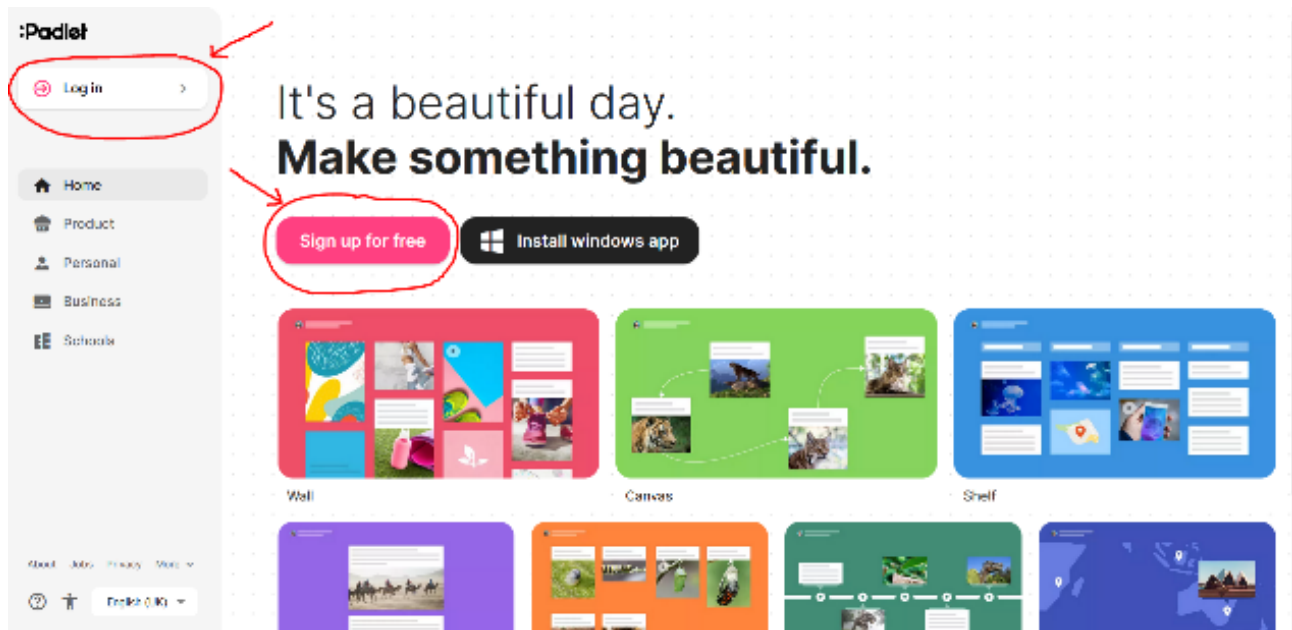 :Padlet
Log in
It's a beautiful day.
Make something beautiful.
Home
Product
Personal
Business
Schools
Sign up for free
Install windows app
Wall
Canvas
Shelf
About Jobs Privacy More
English (UK)